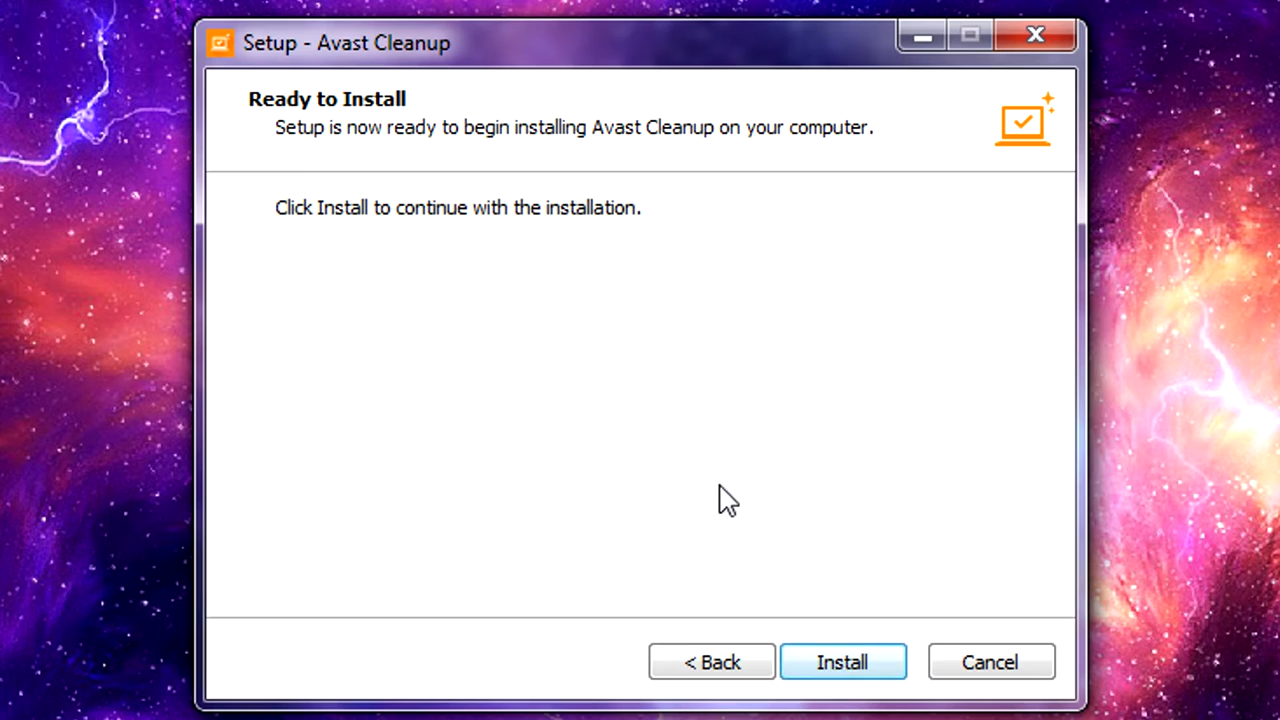 Setup - Avast Cleanup
Ready to Install
Setup is now ready to begin installing Avast Cleanup on your computer.
Click Install to continue with the installation.
< Back
Install
Cancel